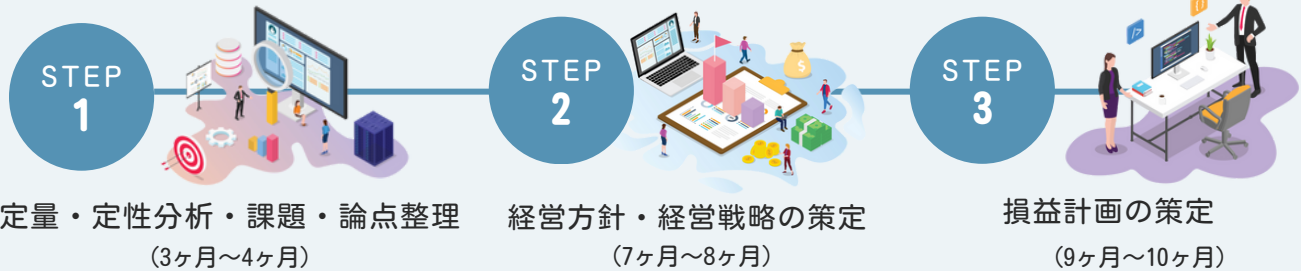 STEP
1
定量・定性分析・課題・論点整理
（3ヶ月〜4ヶ月）
STEP
2
経営方針・経営戦略の策定
（7ヶ月〜8ヶ月）
STEP
3
損益計画の策定
（9ヶ月〜10ヶ月）